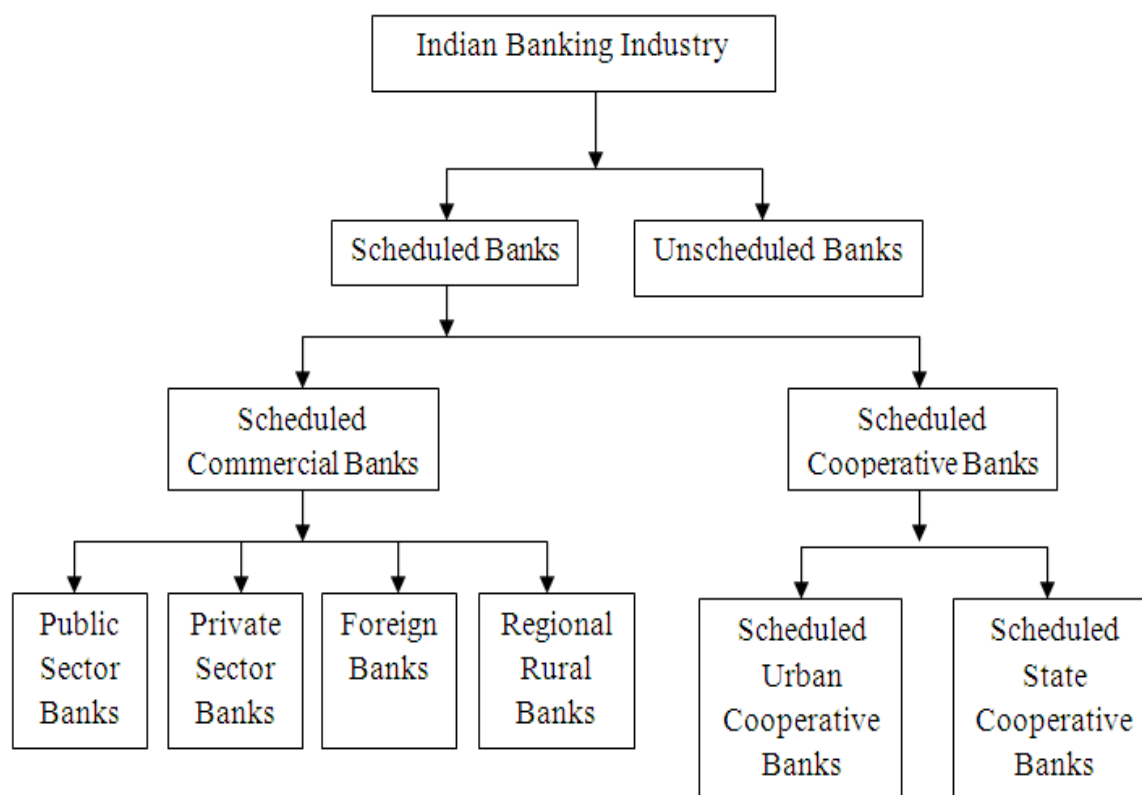 Indian Banking Industry
Scheduled Banks
Unscheduled Banks
Scheduled
Commercial Banks
Scheduled
Cooperative Banks
Public
Sector
Banks
Private
Sector
Banks
Foreign
Banks
Regional
Rural
Banks
Scheduled
Urban
Cooperative
Banks
Scheduled
State
Cooperative
Banks